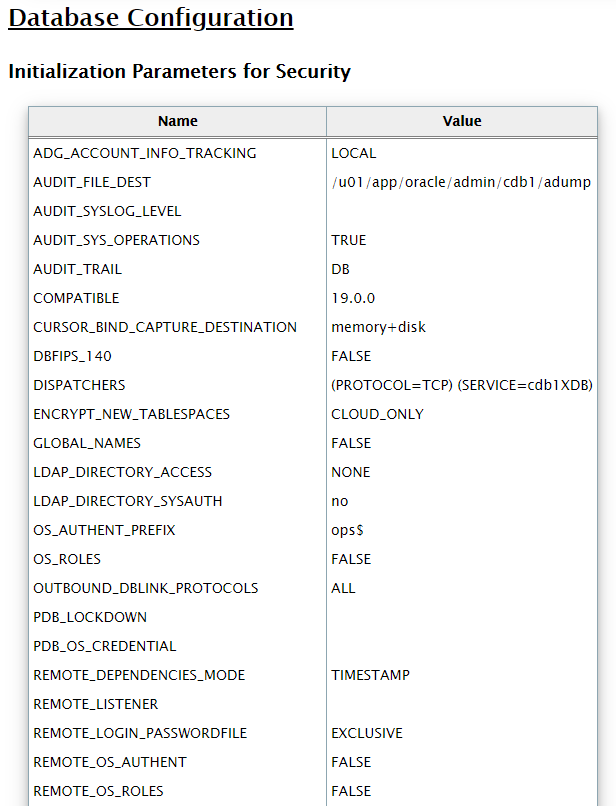 Database Configuration
Initialization Parameters for Security
Name Value
ADG_ACCOUNT_INFO_TRACKING LOCAL
AUDIT_FILE_DEST /u01/app/oracle/admin/cdb1/adump
AUDIT_SYSLOG_LEVEL
AUDIT_SYS_OPERATIONS TRUE
AUDIT_TRAIL DB
COMPATIBLE 19.0.0
CURSOR_BIND_CAPTURE_DESTINATION memory+disk
DBFIPS_140 FALSE
DISPATCHERS (PROTOCOL=TCP) (SERVICE=cdb1XDB)
ENCRYPT_NEW_TABLESPACES CLOUD_ONLY
GLOBAL_NAMES FALSE
LDAP_DIRECTORY_ACCESS NONE
LDAP_DIRECTORY_SYSAUTH no
OS_AUTHENT_PREFIX ops$
OS_ROLES FALSE
OUTBOUND_DBLINK_PROTOCOLS ALL
PDB_LOCKDOWN
PDB_OS_CREDENTIAL
REMOTE_DEPENDENCIES_MODE TIMESTAMP
REMOTE_LISTENER
REMOTE_LOGIN_PASSWORDFILE EXCLUSIVE
REMOTE_OS_AUTHENT FALSE
REMOTE_OS_ROLES FALSE